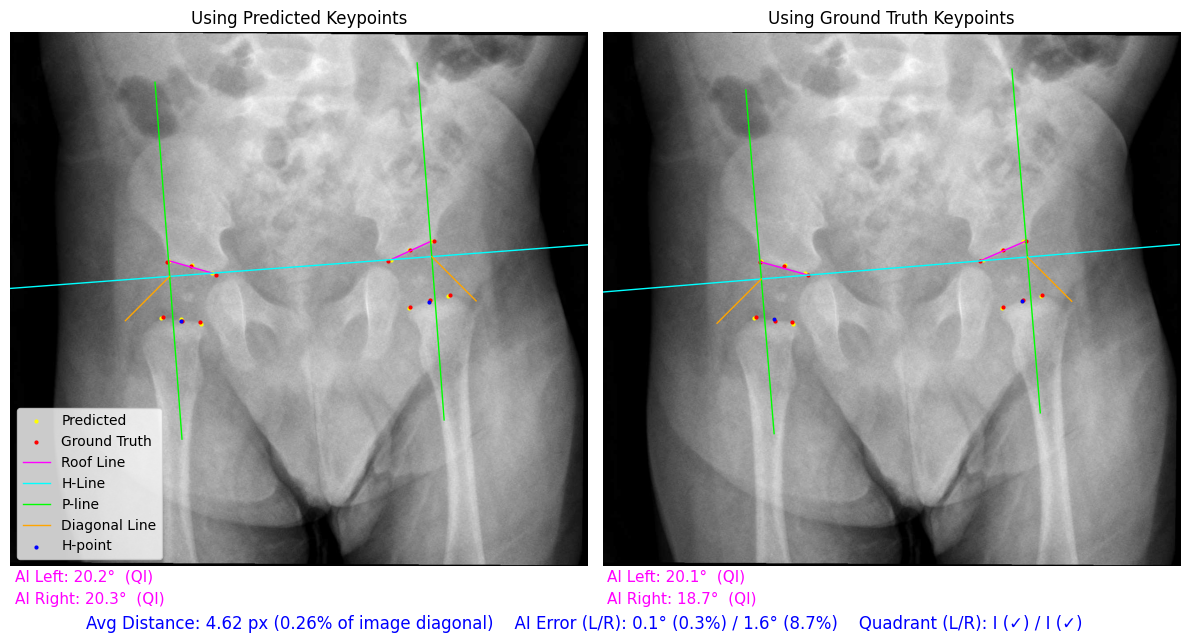 Using Predicted Keypoints
Using Ground Truth Keypoints
Predicted
Ground Truth
Roof Line
H-Line
P-line
Diagonal Line
H-point
AI Left: 20.2° (QI)
AI Right: 20.3° (QI)
AI Left: 20.1° (QI)
AI Right: 18.7° (QI)
Avg Distance: 4.62 px (0.26% of image diagonal) AI Error (L/R): 0.1° (0.3%) / 1.6° (8.7%) Quadrant (L/R): I (✓) / I (✓)